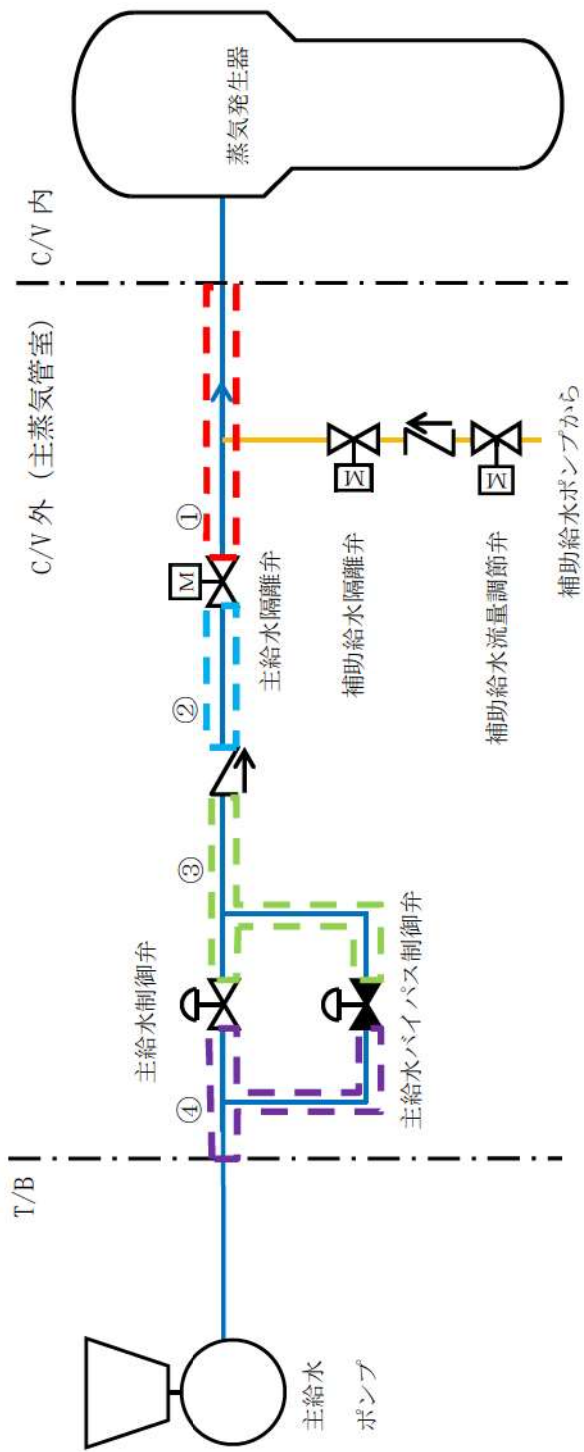 T/B
C/V 外 (主蒸気管室)
C/V 内
主給水
ポンプ
④
主給水制御弁
主給水バイパス制御弁
③
②
M
主給水隔離弁
①
M
補助給水隔離弁
M
補助給水流量調節弁
補助給水ポンプから
蒸気発生器